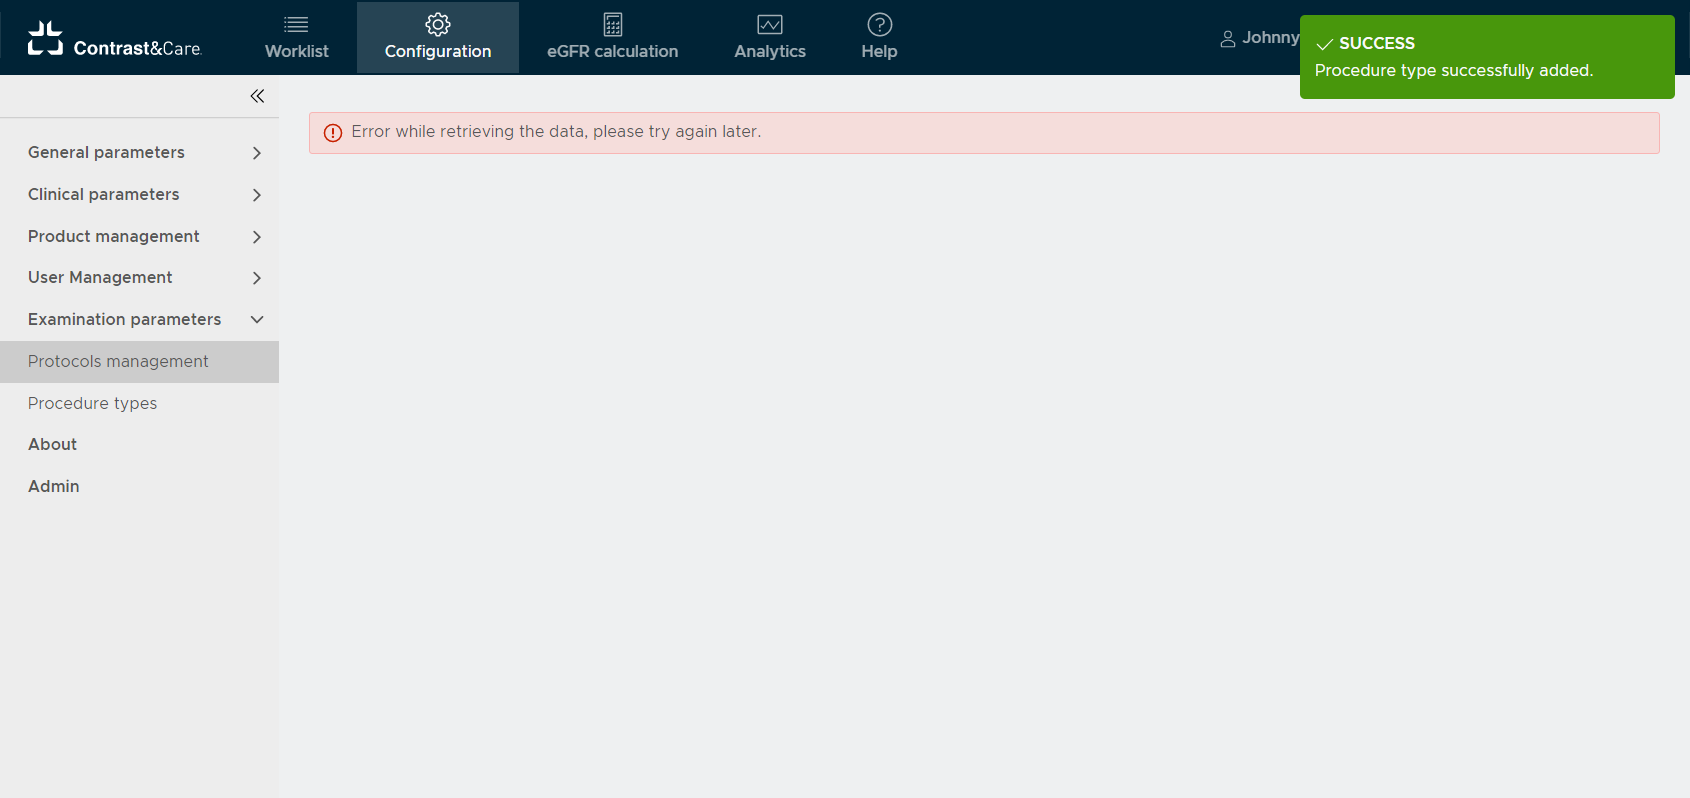 Contrast&Care
Worklist
Configuration
eGFR calculation
Analytics
Help
Johnny
SUCCESS
Procedure type successfully added.
Error while retrieving the data, please try again later.
General parameters
Clinical parameters
Product management
User Management
Examination parameters
Protocols management
Procedure types
About
Admin